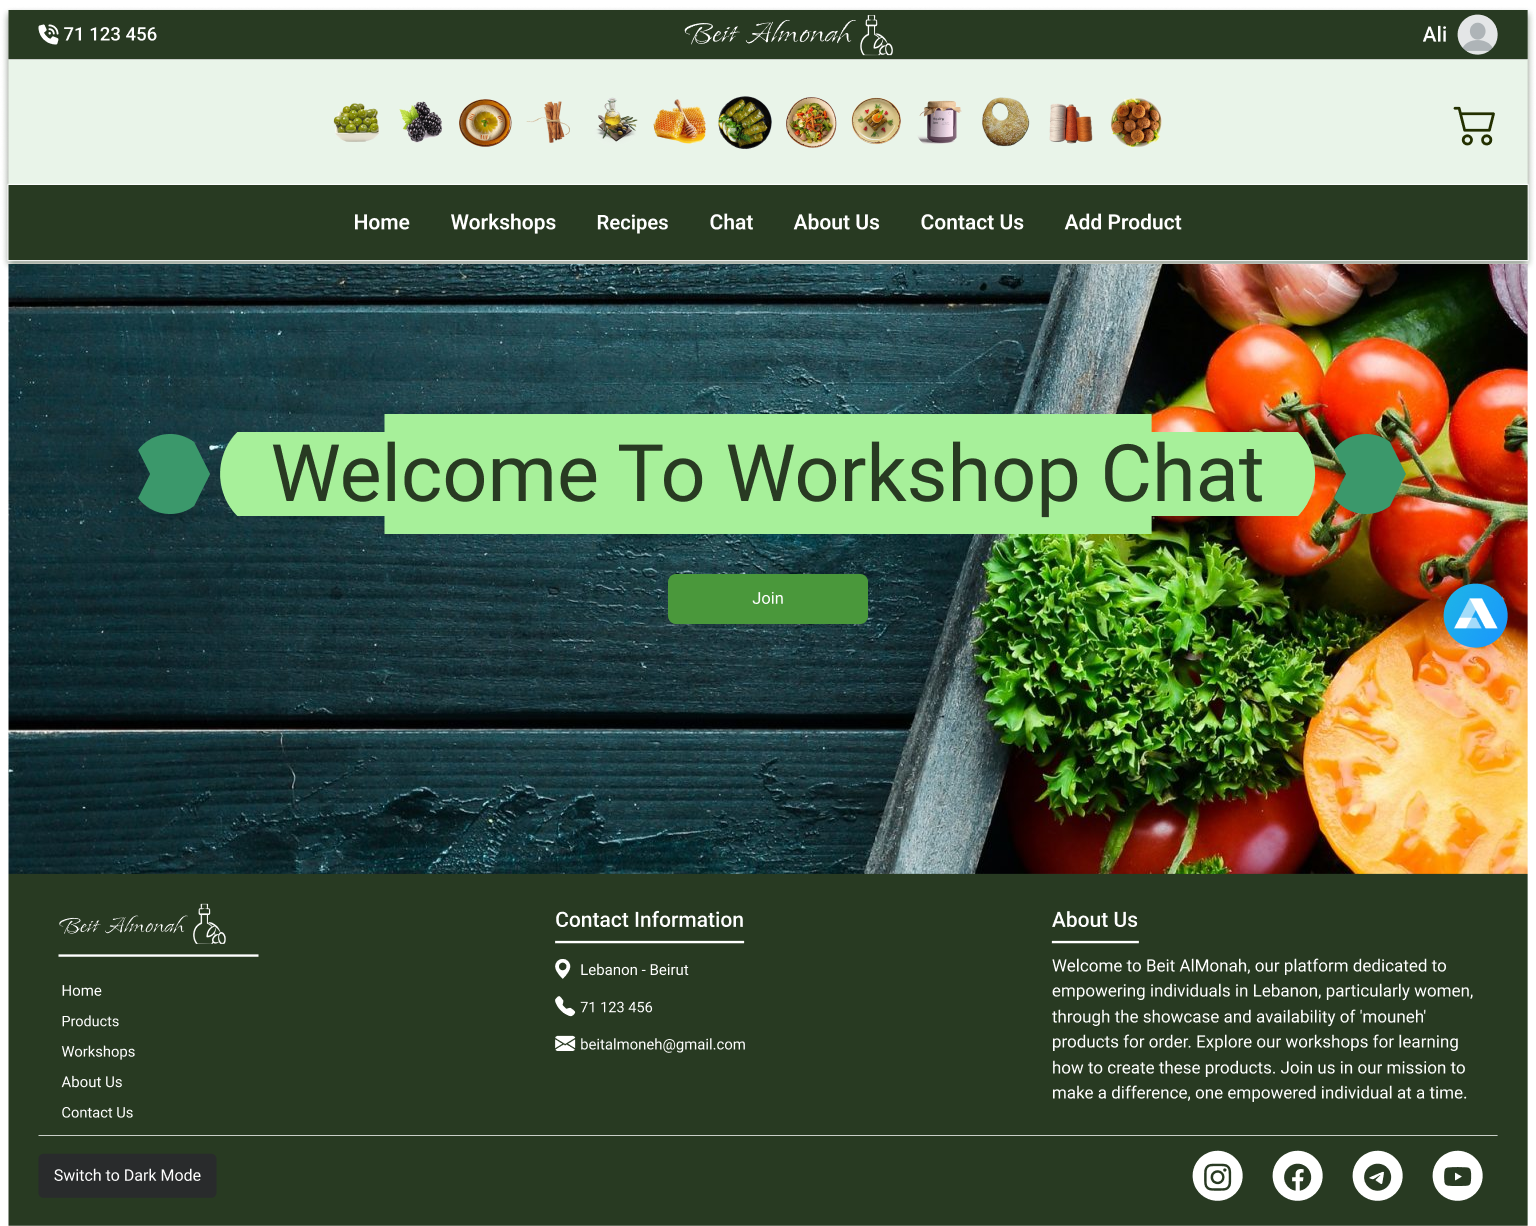 71 123 456
Beit Almonah
Ali
Home Workshops Recipes Chat About Us Contact Us Add Product
Welcome To Workshop Chat
Join
Beit Almonah
Home
Products
Workshops
About Us
Contact Us
Contact Information
Lebanon - Beirut
71 123 456
beitalmoneh@gmail.com
About Us
Welcome to Beit AlMonah, our platform dedicated to
empowering individuals in Lebanon, particularly women,
through the showcase and availability of 'mouneh'
products for order. Explore our workshops for learning
how to create these products. Join us in our mission to
make a difference, one empowered individual at a time.
Switch to Dark Mode